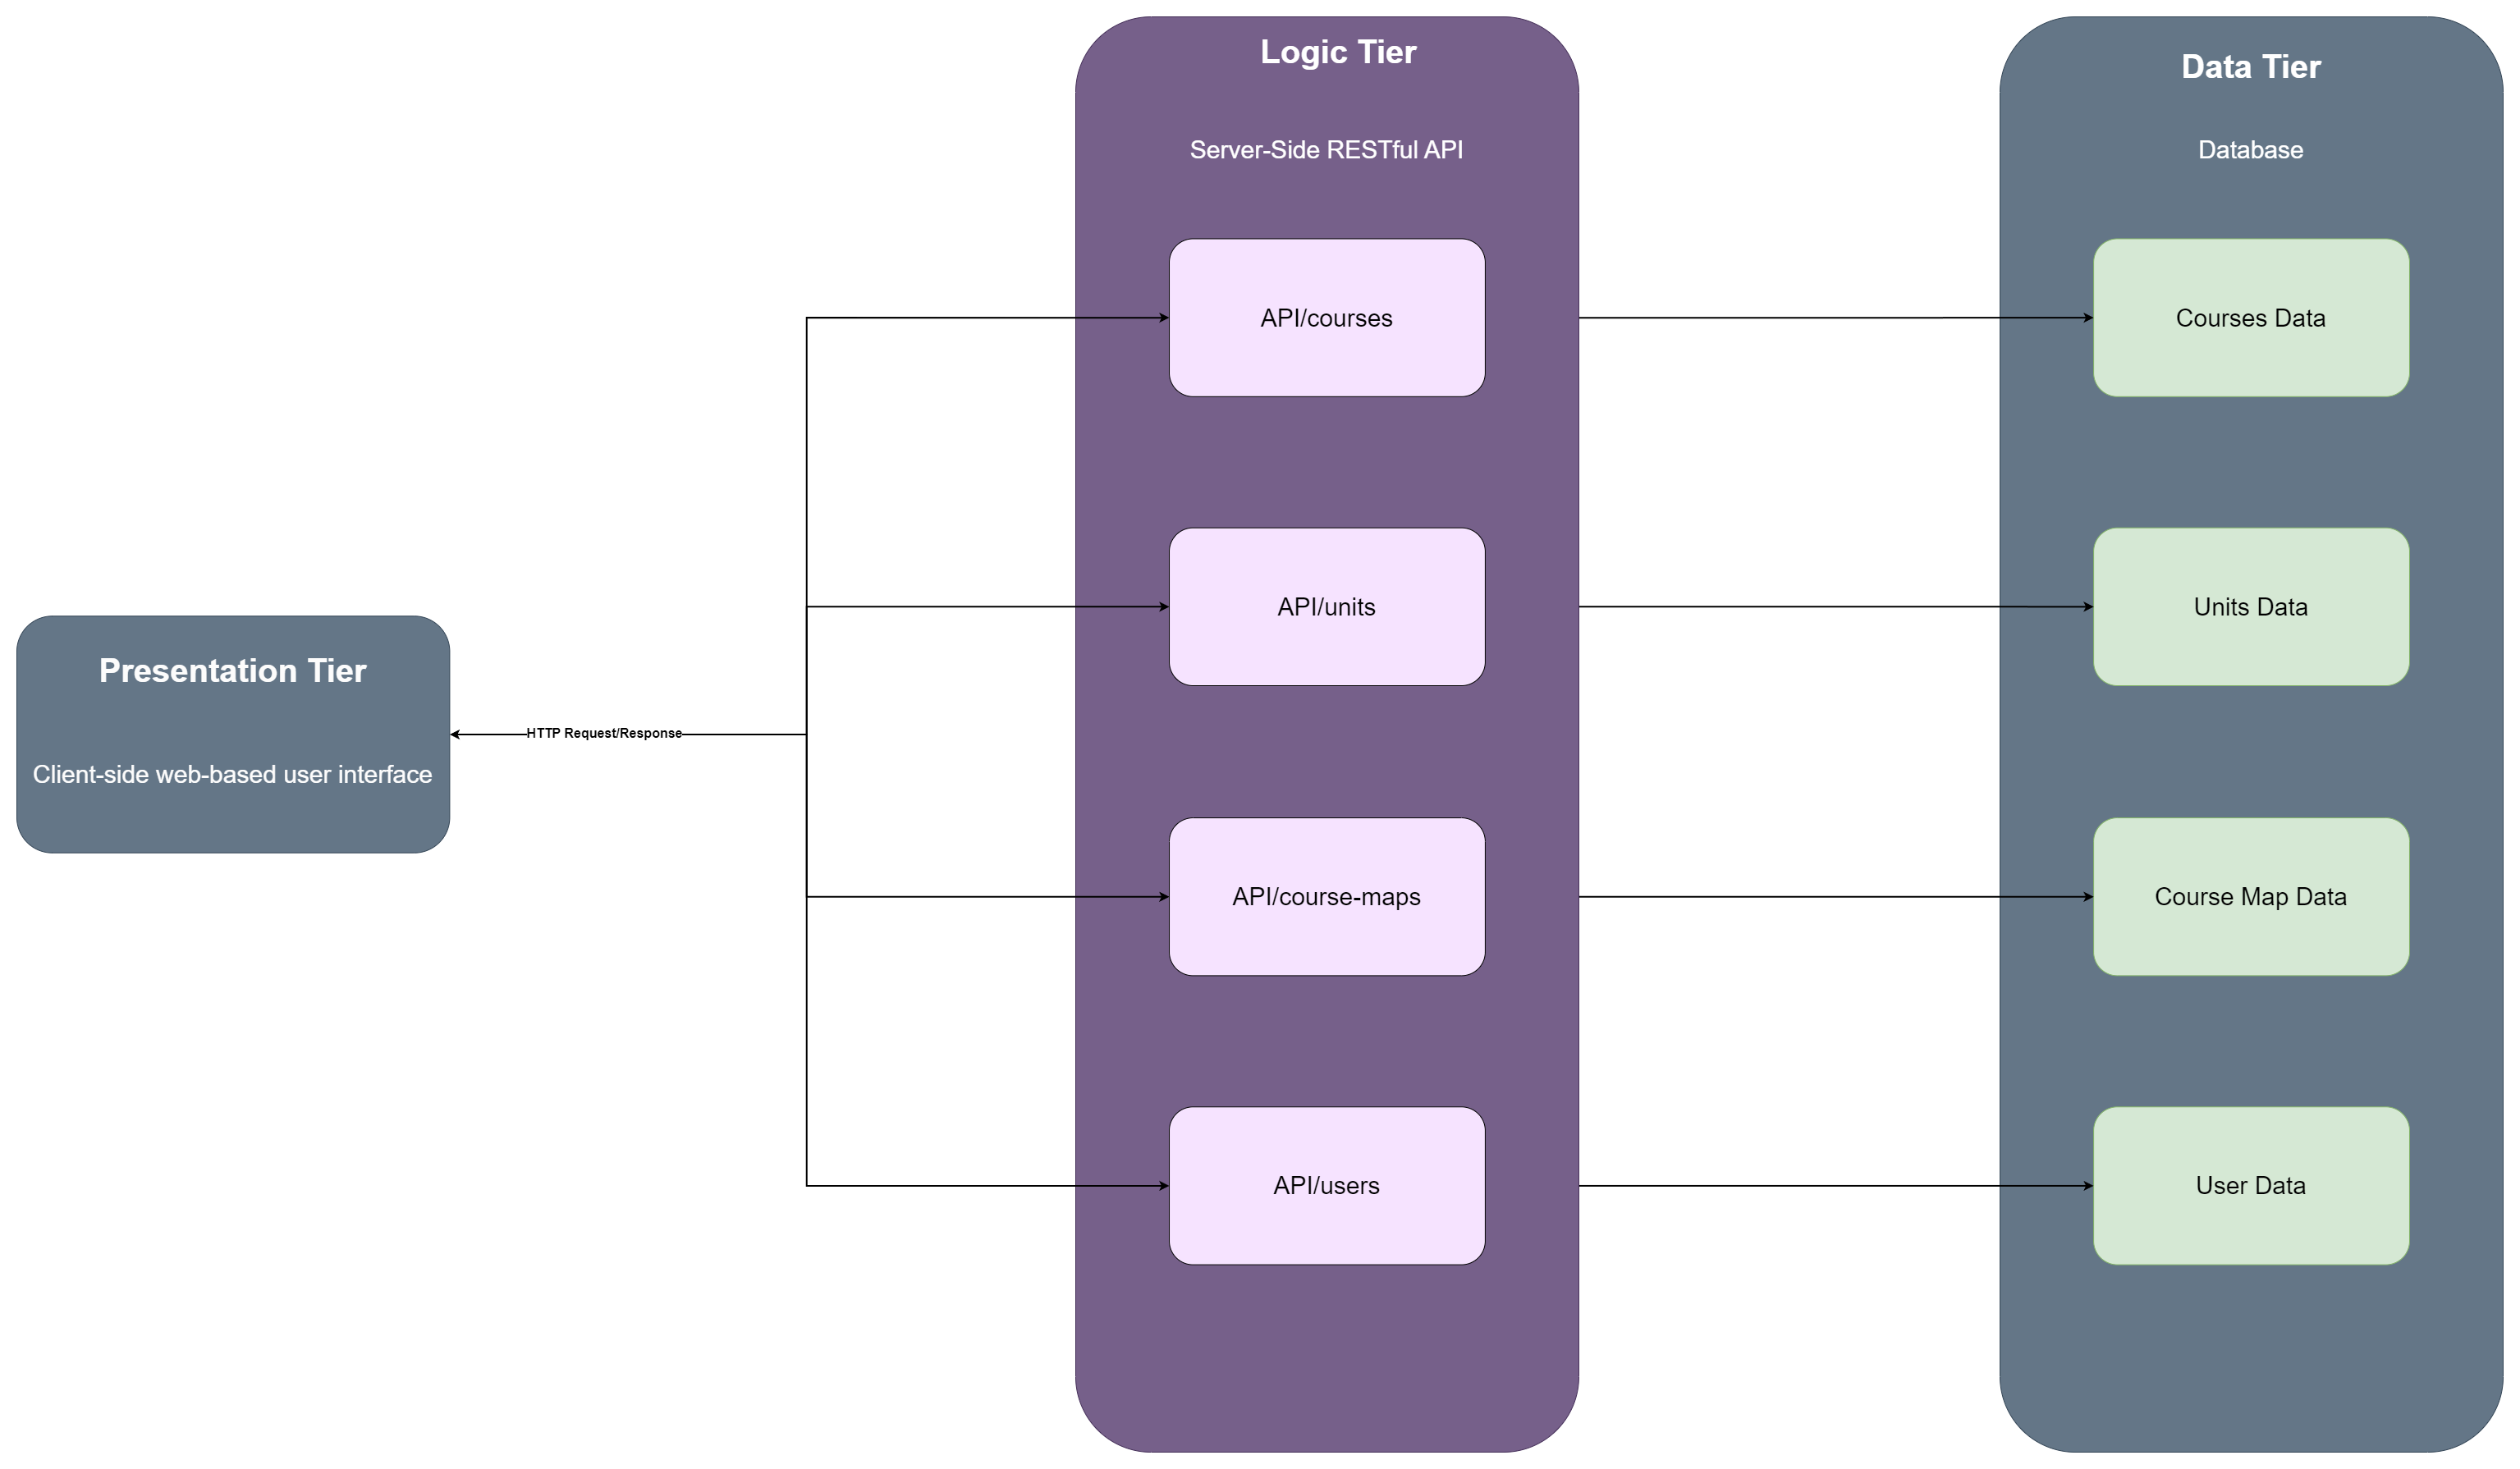 Presentation Tier
Client-side web-based user interface
HTTP Request/Response
Logic Tier
Server-Side RESTful API
API/courses
API/units
API/course-maps
API/users
Data Tier
Database
Courses Data
Units Data
Course Map Data
User Data